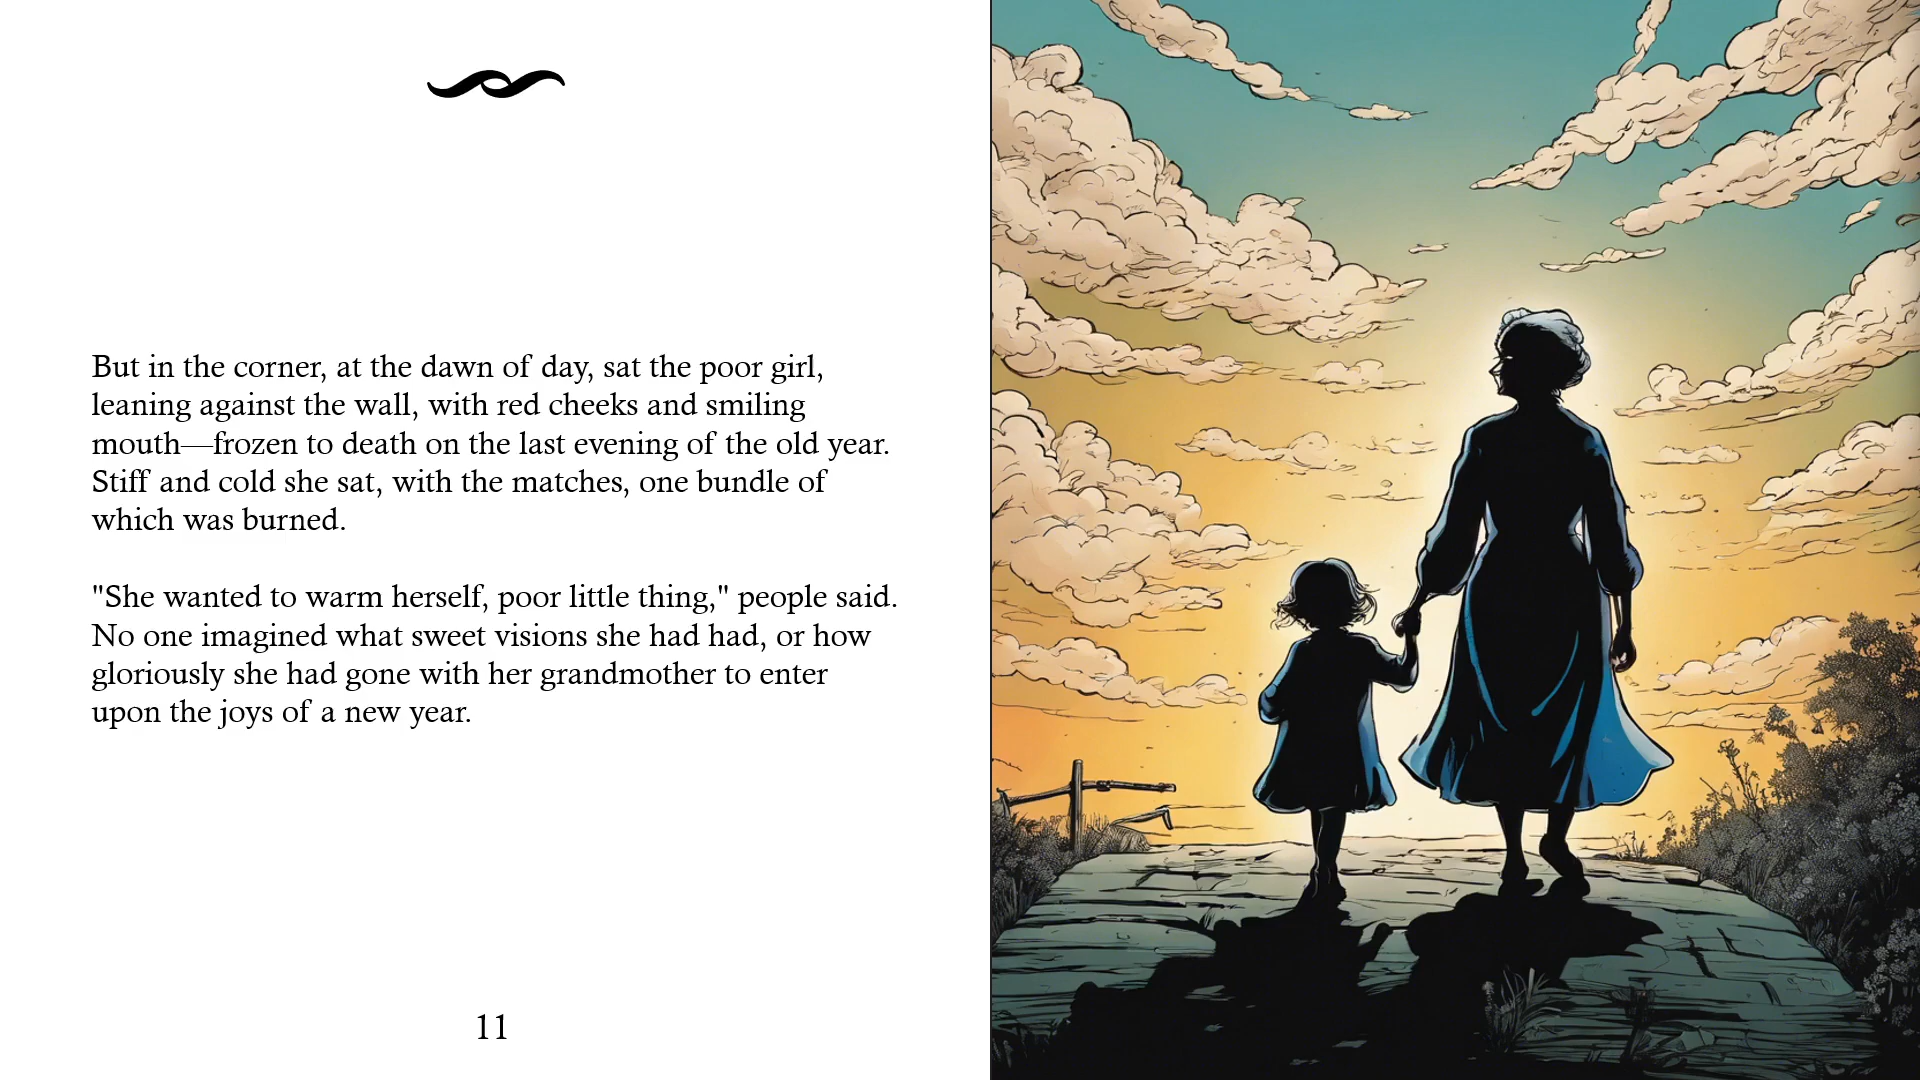 But in the corner, at the dawn of day, sat the poor girl,
leaning against the wall, with red cheeks and smiling
mouth—frozen to death on the last evening of the old year.
Stiff and cold she sat, with the matches, one bundle of
which was burned.
"She wanted to warm herself, poor little thing," people said.
No one imagined what sweet visions she had had, or how
gloriously she had gone with her grandmother to enter
upon the joys of a new year.
11